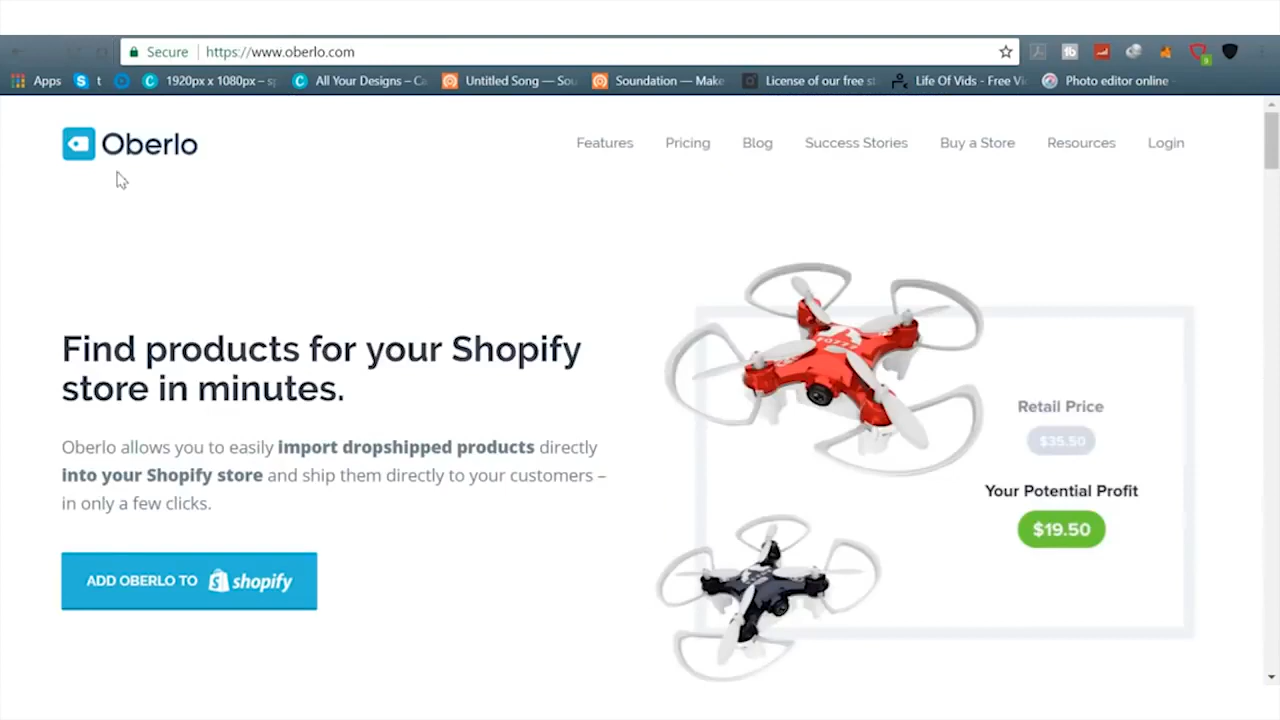 Secure https://www.oberlo.com
Apps t 1920px x 1080px – sp All Your Designs – Ca Untitled Song — Sou Soundation — Make License of our free st Life Of Vids - Free Vi Photo editor online
9
Oberlo
Features Pricing Blog Success Stories Buy a Store Resources Login
Find products for your Shopify
store in minutes.
Oberlo allows you to easily import dropshipped products directly
into your Shopify store and ship them directly to your customers –
in only a few clicks.
ADD OBERLO TO shopify
Retail Price
$35.50
Your Potential Profit
$19.50